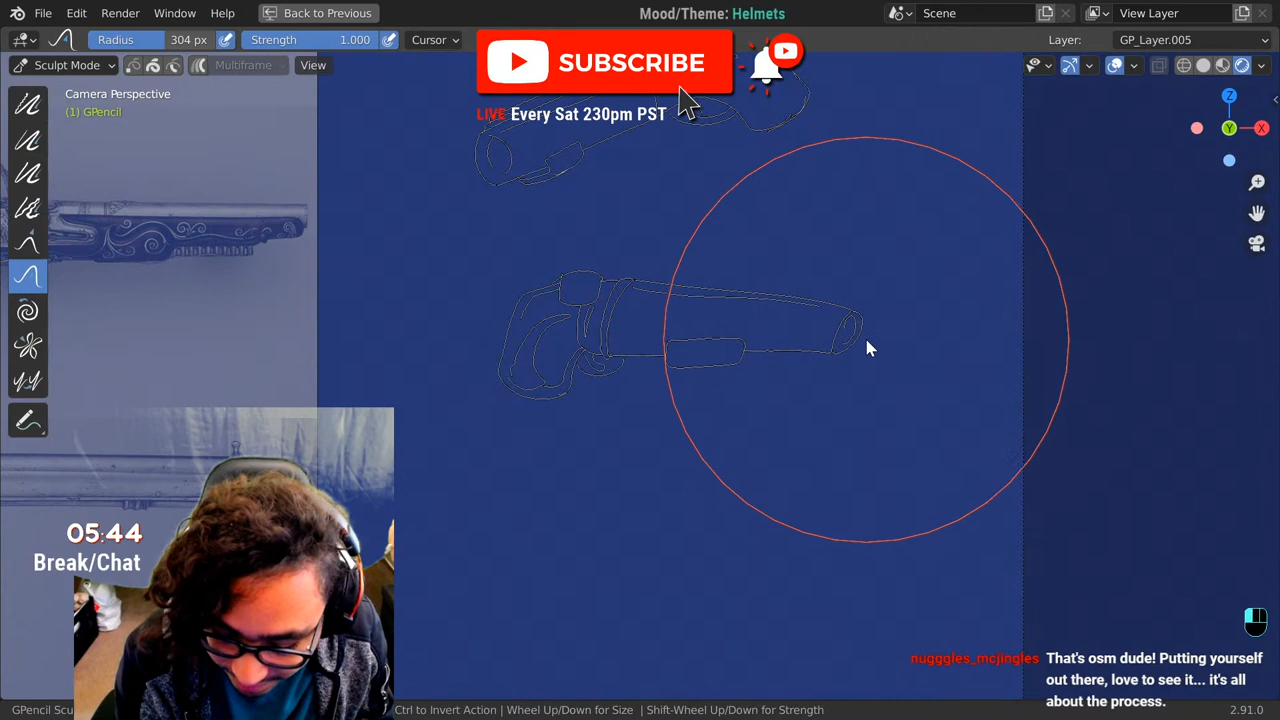 File Edit Render Window Help Back to Previous Mood/Theme: Helmets Scene View Layer
Radius 304 px Strength 1.000 Cursor Layer: GP_Layer.005
Sculpt Mode Multiframe View
SUBSCRIBE
LIVE Every Sat 230pm PST
Camera Perspective
(1) GPencil
Z
Y
X
05:44
Break/Chat
nugggles_mcjingles That's osm dude! Putting yourself
out there, love to see it... it's all
about the process.
GPencil Scu Ctrl to Invert Action | Wheel Up/Down for Size | Shift-Wheel Up/Down for Strength 2.91.0